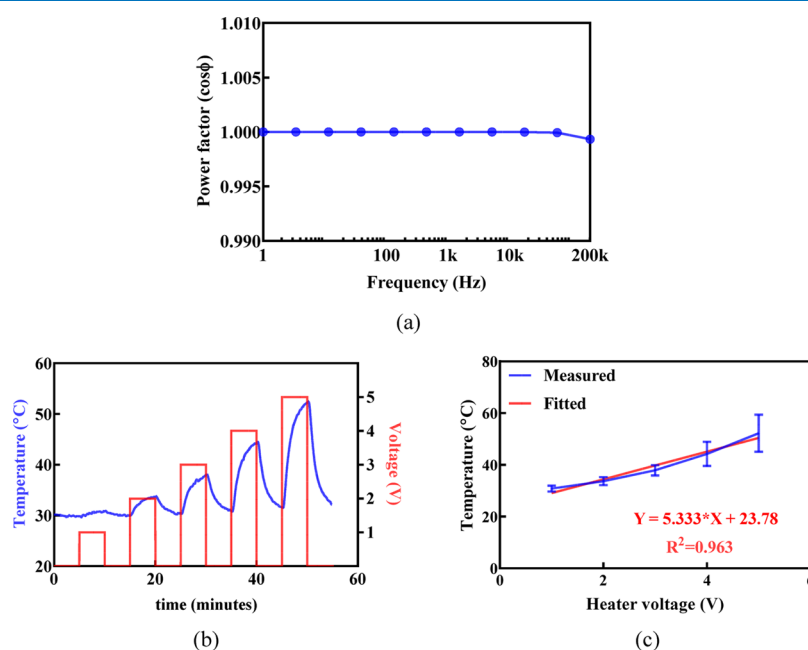 1.010
1.005
1.000
0.995
0.990
Power factor (cosϕ)
1 100 1k 10k 200k
Frequency (Hz)
(a)
60
50
40
30
20
Temperature (°C)
5
4
3
2
1
Voltage (V)
0 20 40 60
time (minutes)
(b)
80
60
40
20
0
Temperature (°C)
Measured
Fitted
Y = 5.333*X + 23.78
R²=0.963
0 2 4 6
Heater voltage (V)
(c)